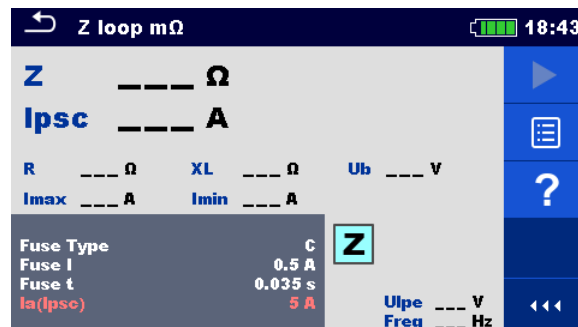 Z loop mΩ 18:43
Z ___ Ω
Ipsc ___ A
R ___ Ω XL ___ Ω Ub ___ V
Imax ___ A Imin ___ A
Fuse Type C
Fuse I 0.5 A
Fuse t 0.035 s
Ia(Ipsc) 5 A
Z
?
Ulpe ___ V
Freq ___ Hz